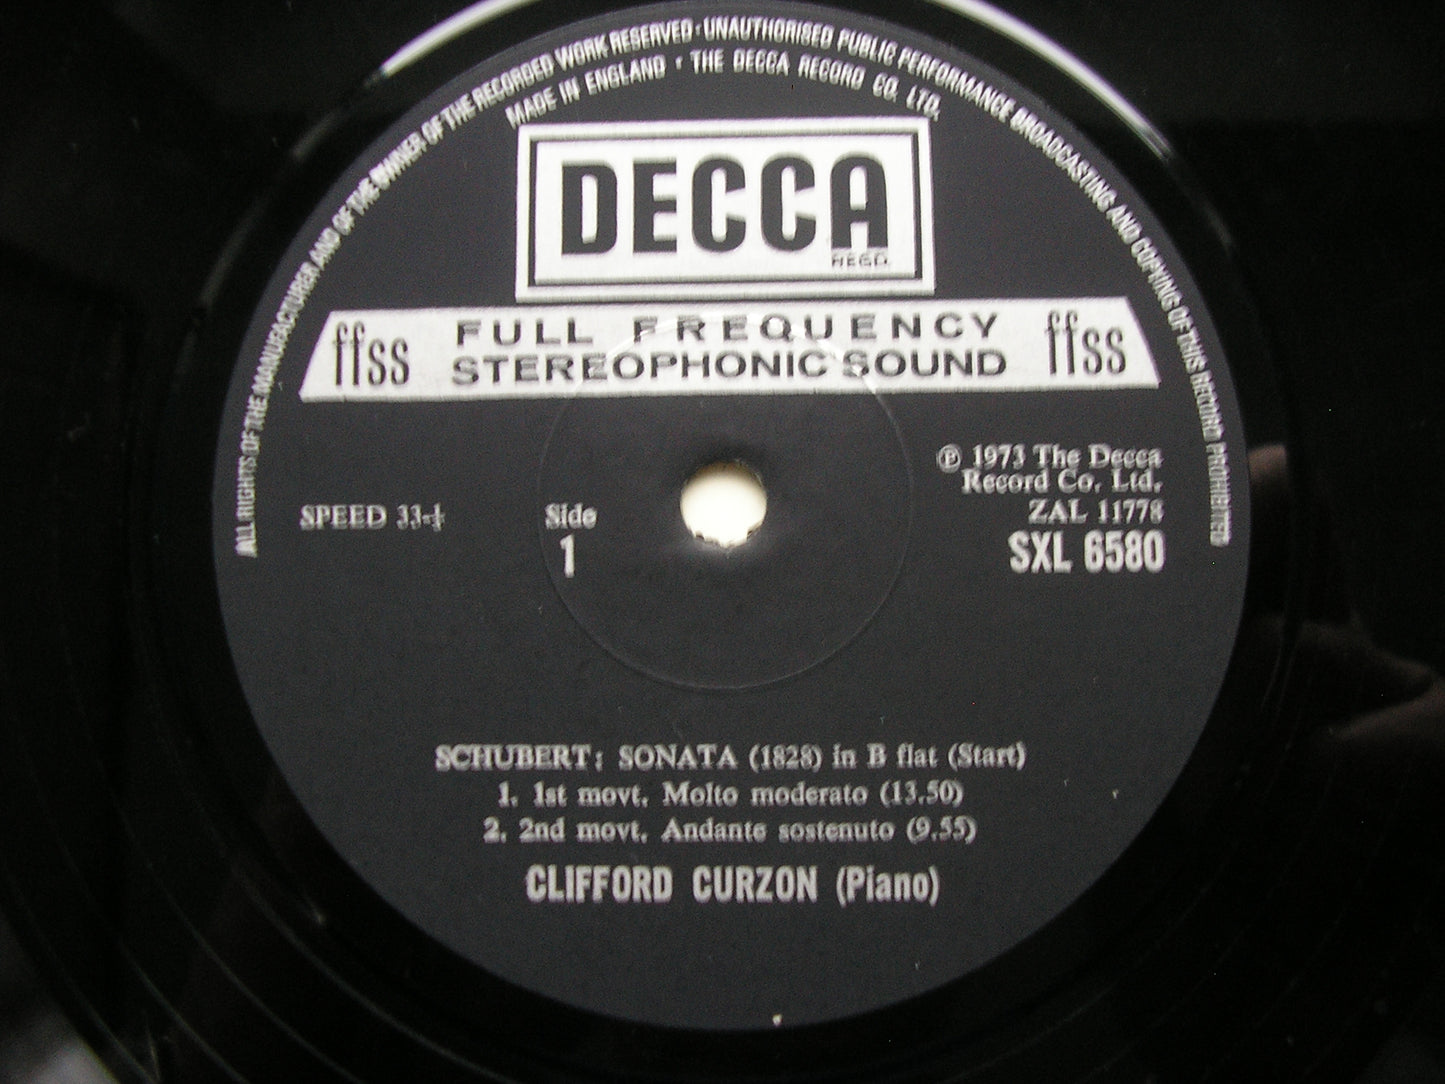 ALL RIGHTS OF THE MANUFACTURER AND OF THE OWNER OF THE RECORDED WORK RESERVED · UNAUTHORISED PUBLIC PERFORMANCE BROADCASTING AND COPYING OF THIS RECORD PROHIBITED
MADE IN ENGLAND · THE DECCA RECORD CO. LTD.
DECCA
REGD.
ffss FULL FREQUENCY ffss
STEREOPHONIC SOUND
℗ 1973 The Decca
Record Co. Ltd.
SPEED 33⅓ Side ZAL 11778
1 SXL 6580
SCHUBERT: SONATA (1828) in B flat (Start)
1. 1st movt. Molto moderato (13.50)
2. 2nd movt. Andante sostenuto (9.55)
CLIFFORD CURZON (Piano)